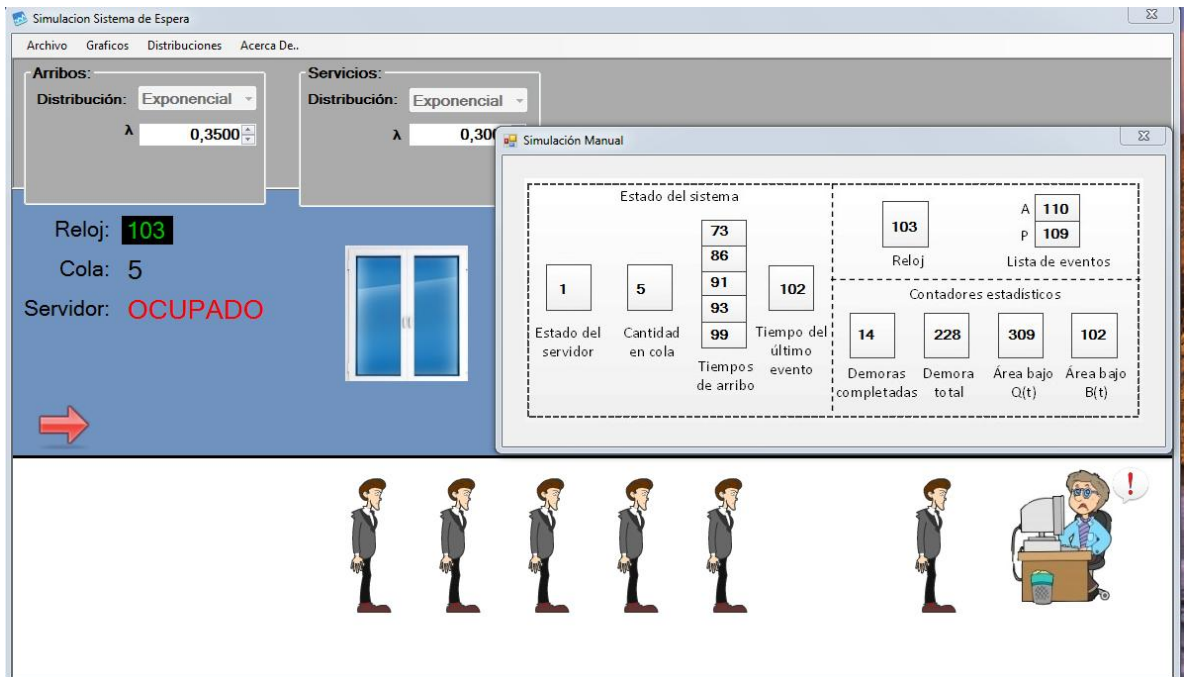 Simulacion Sistema de Espera
Archivo Graficos Distribuciones Acerca De..
Arribos:
Distribución: Exponencial
λ 0,3500
Servicios:
Distribución: Exponencial
λ 0,300
Reloj: 103
Cola: 5
Servidor: OCUPADO
Simulación Manual
Estado del sistema
1
Estado del
servidor
5
Cantidad
en cola
73
86
91
93
99
Tiempos
de arribo
102
Tiempo del
último
evento
103
Reloj
A 110
P 109
Lista de eventos
Contadores estadísticos
14
Demoras
completadas
228
Demora
total
309
Área bajo
Q(t)
102
Área bajo
B(t)
!